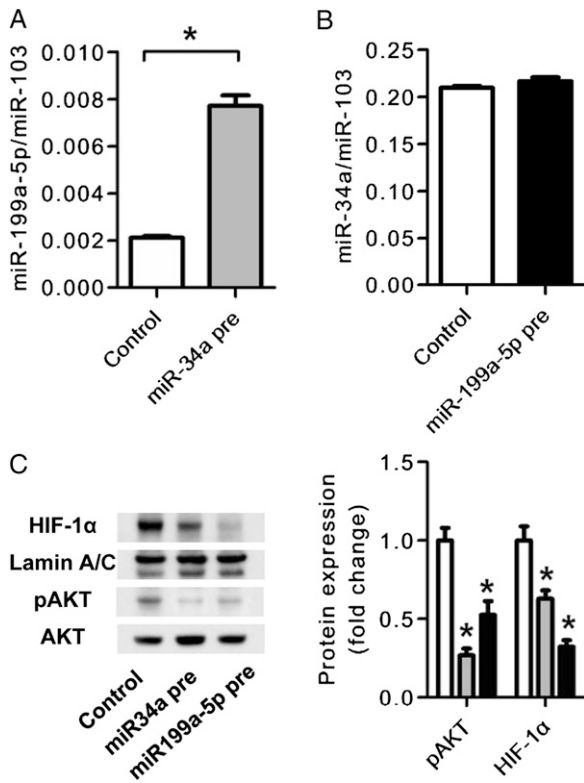 A
*
miR-199a-5p/miR-103
0.010
0.008
0.006
0.004
0.002
0.000
Control
miR-34a pre
B
miR-34a/miR-103
0.25
0.20
0.15
0.10
0.05
0.00
Control
miR-199a-5p pre
C
HIF-1α
Lamin A/C
pAKT
AKT
Control
miR34a pre
miR199a-5p pre
Protein expression
(fold change)
1.5
1.0
0.5
0.0
* * * *
pAKT
HIF-1α